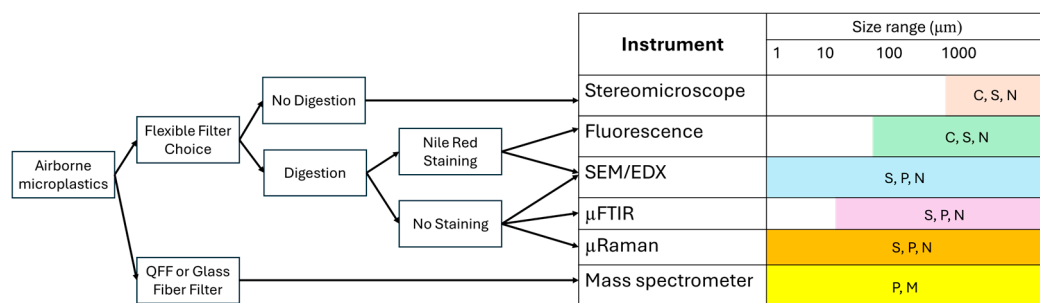 Airborne
microplastics
Flexible Filter
Choice
QFF or Glass
Fiber Filter
No Digestion
Digestion
Nile Red
Staining
No Staining
Instrument
Size range (μm)
1 10 100 1000
Stereomicroscope
C, S, N
Fluorescence
C, S, N
SEM/EDX
S, P, N
μFTIR
S, P, N
μRaman
S, P, N
Mass spectrometer
P, M